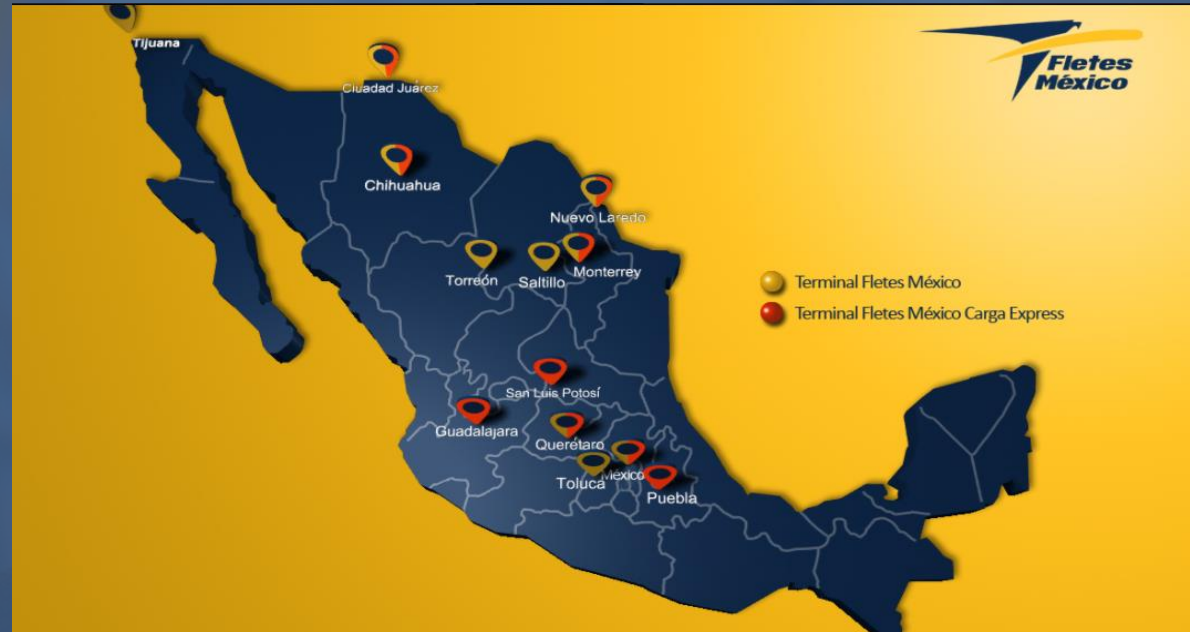 Tijuana
Fletes
México
Ciudad Juárez
Chihuahua
Nuevo Laredo
Torreón
Saltillo
Monterrey
Terminal Fletes México
Terminal Fletes México Carga Express
San Luis Potosí
Guadalajara
Querétaro
México
Toluca
Puebla